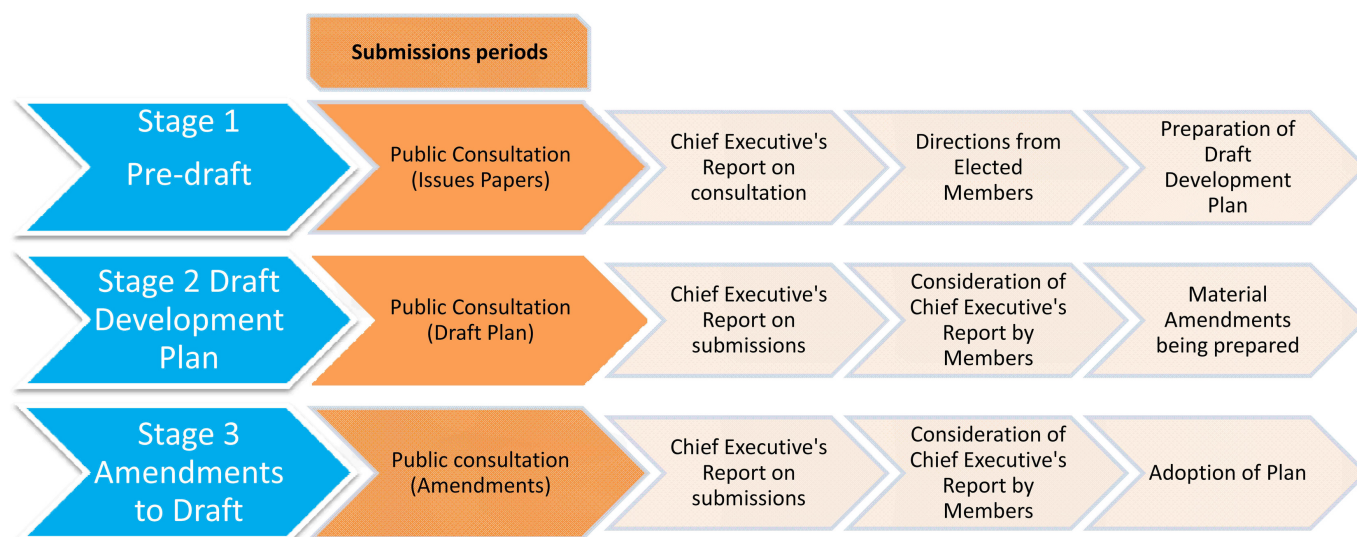 Submissions periods
Stage 1
Pre-draft
Public Consultation
(Issues Papers)
Chief Executive's
Report on
consultation
Directions from
Elected
Members
Preparation of
Draft
Development
Plan
Stage 2 Draft
Development
Plan
Public Consultation
(Draft Plan)
Chief Executive's
Report on
submissions
Consideration of
Chief Executive's
Report by
Members
Material
Amendments
being prepared
Stage 3
Amendments
to Draft
Public consultation
(Amendments)
Chief Executive's
Report on
submissions
Consideration of
Chief Executive's
Report by
Members
Adoption of Plan